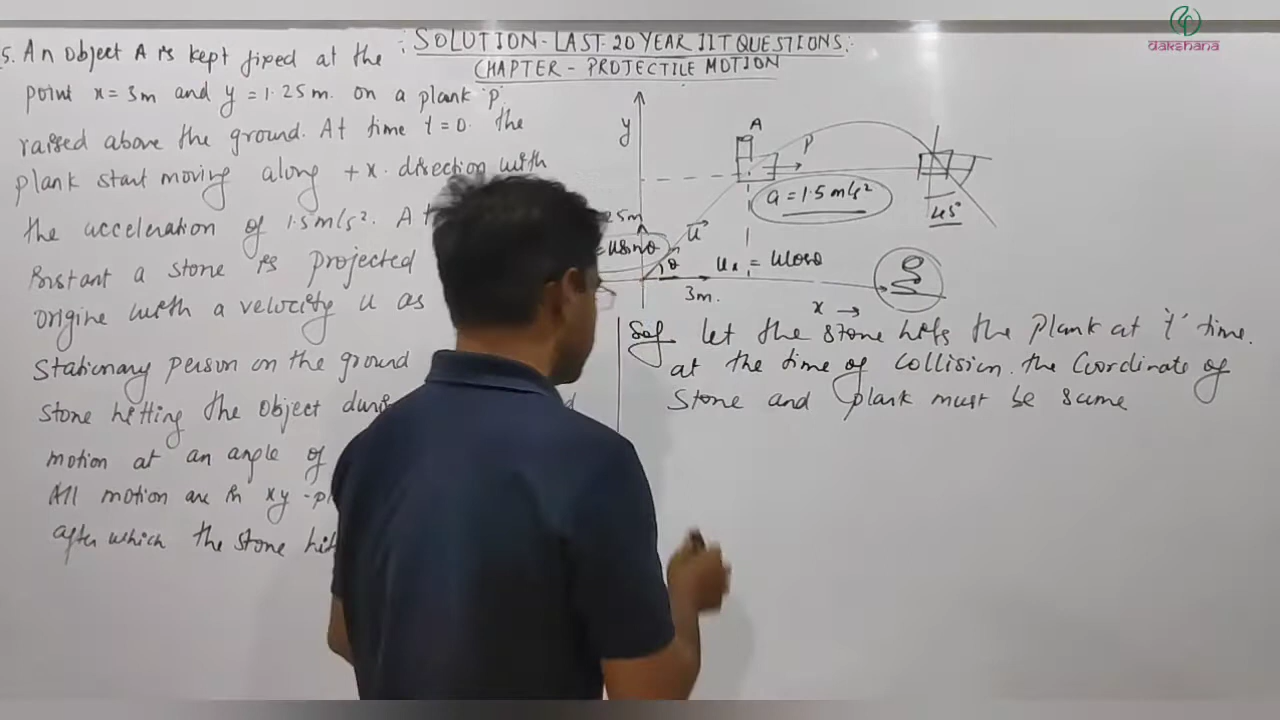 dakshana
SOLUTION - LAST 20 YEAR IIT QUESTIONS:
CHAPTER - PROJECTILE MOTION
5. An object A is kept fixed at the
point x = 3m and y = 1.25m. on a plank 'p'
raised above the ground. At time t = 0. the
plank start moving along +x. direction with
the acceleration of 1.5 m/s². A
instant a stone is projected
origine with a velocity u as
Stationary person on the ground
stone hitting the object
motion at an angle of
All motion are in xy
after which the stone
y
A
P
a = 1.5 m/s²
45°
25m
= usinθ
u
θ
uₓ = ucosθ
3m.
x →
Sol. let the stone hits the plank at 't' time.
at the time of collision. the coordinate of
stone and plank must be same